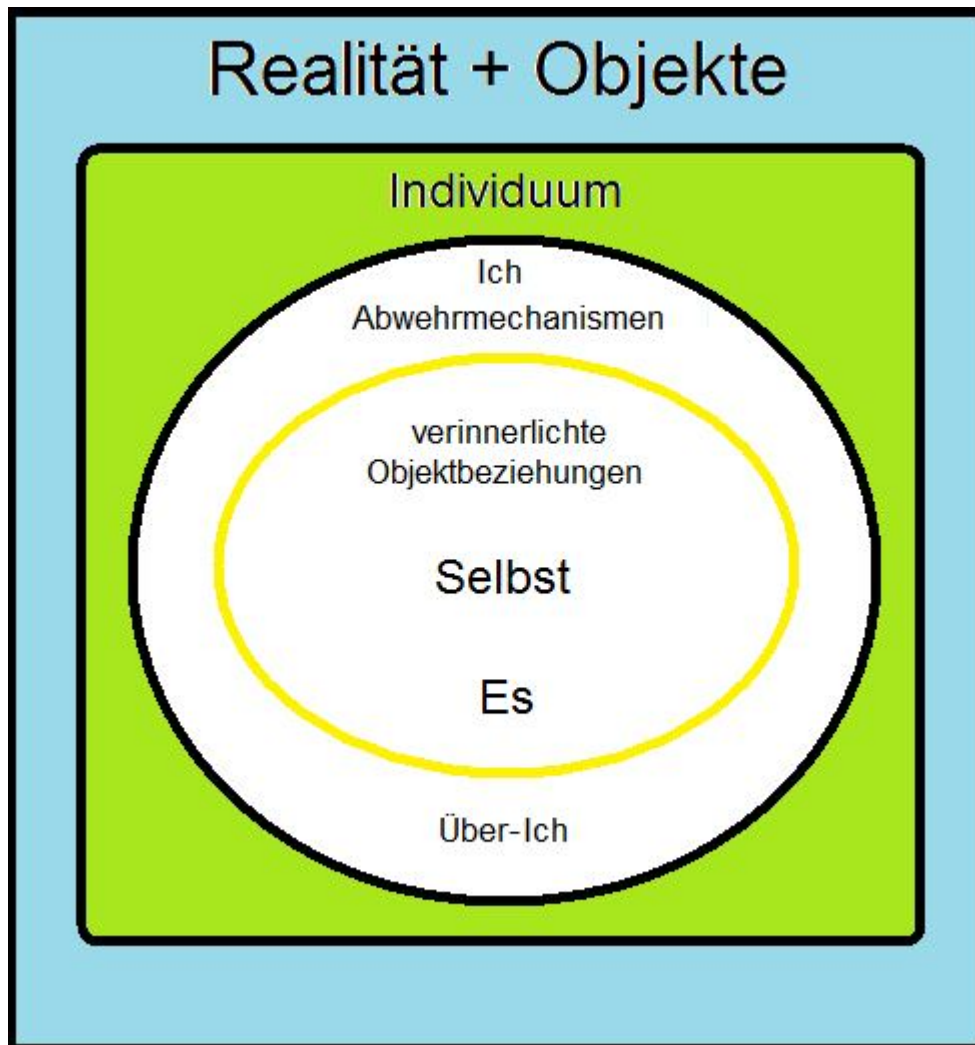 Realität + Objekte
Individuum
Ich
Abwehrmechanismen
verinnerlichte
Objektbeziehungen
Selbst
Es
Über-Ich